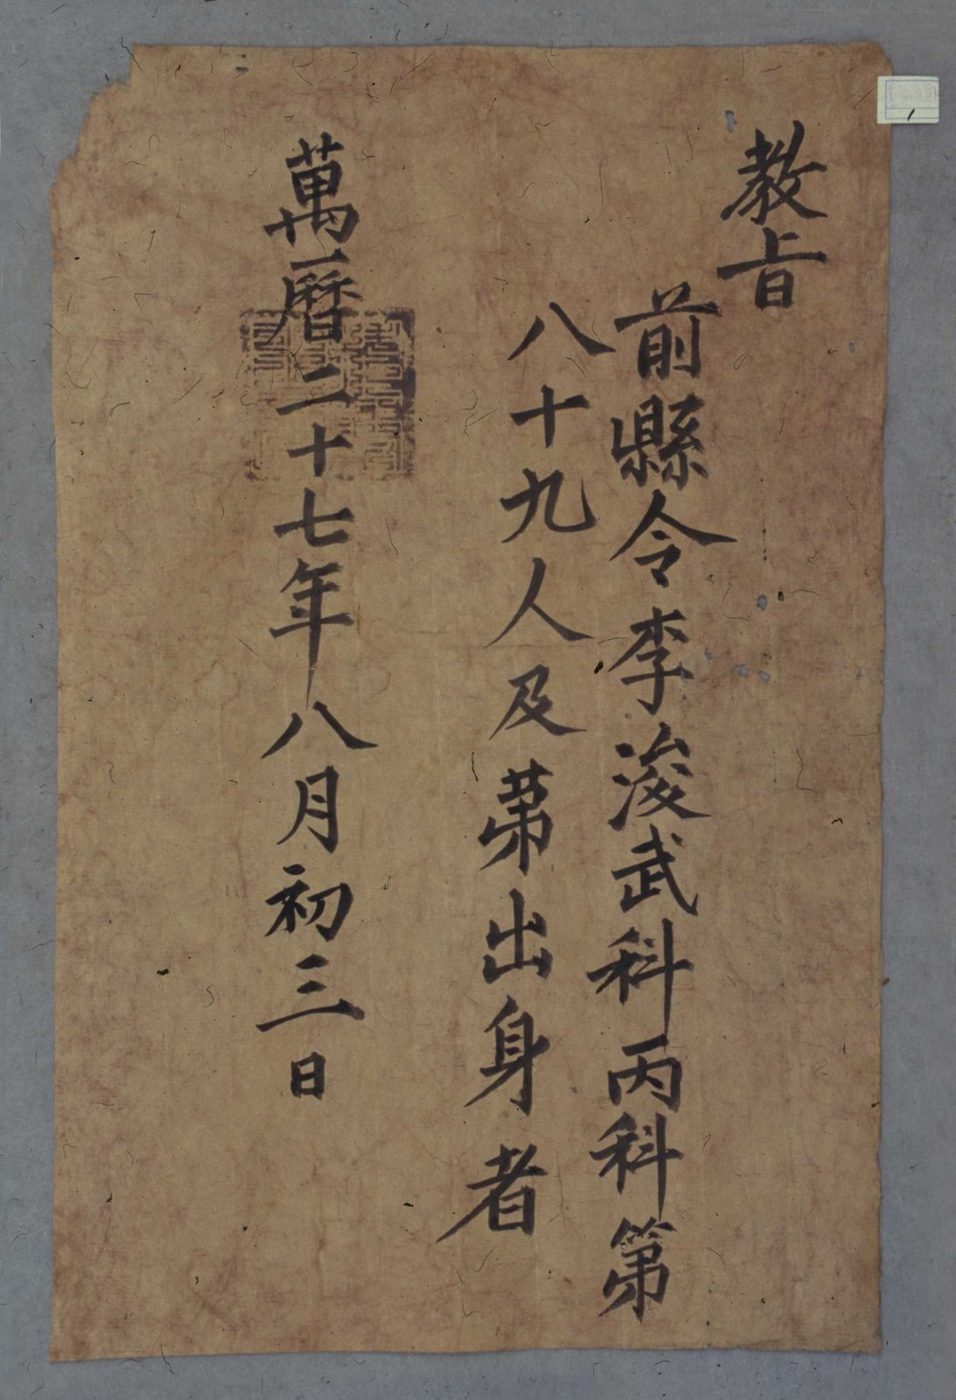 教旨
前縣令李浚武科丙科第
八十九人及第出身者
萬曆二十七年八月初三日
1